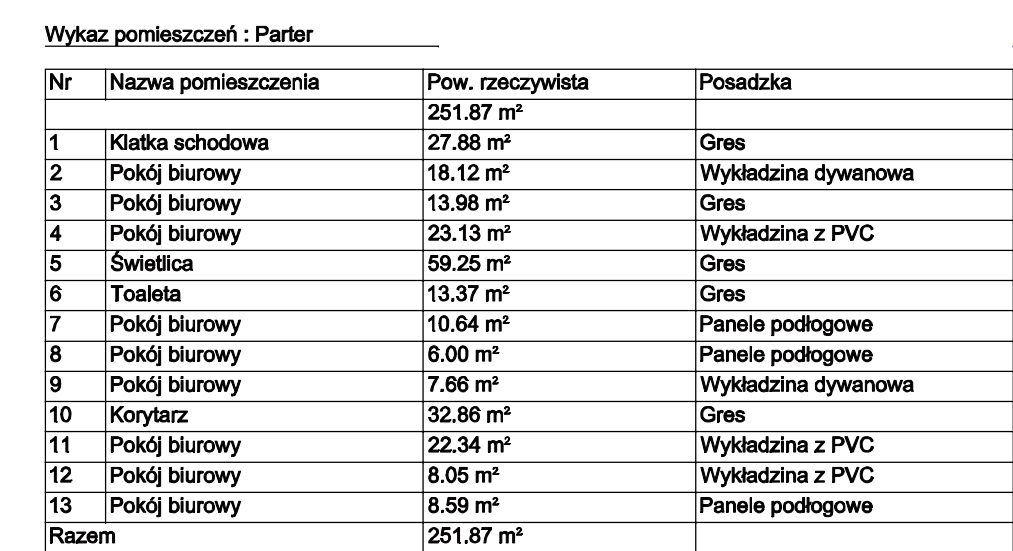 Wykaz pomieszczeń : Parter
Nr Nazwa pomieszczenia Pow. rzeczywista Posadzka
251.87 m²
1 Klatka schodowa 27.88 m² Gres
2 Pokój biurowy 18.12 m² Wykładzina dywanowa
3 Pokój biurowy 13.98 m² Gres
4 Pokój biurowy 23.13 m² Wykładzina z PVC
5 Świetlica 59.25 m² Gres
6 Toaleta 13.37 m² Gres
7 Pokój biurowy 10.64 m² Panele podłogowe
8 Pokój biurowy 6.00 m² Panele podłogowe
9 Pokój biurowy 7.66 m² Wykładzina dywanowa
10 Korytarz 32.86 m² Gres
11 Pokój biurowy 22.34 m² Wykładzina z PVC
12 Pokój biurowy 8.05 m² Wykładzina z PVC
13 Pokój biurowy 8.59 m² Panele podłogowe
Razem 251.87 m²